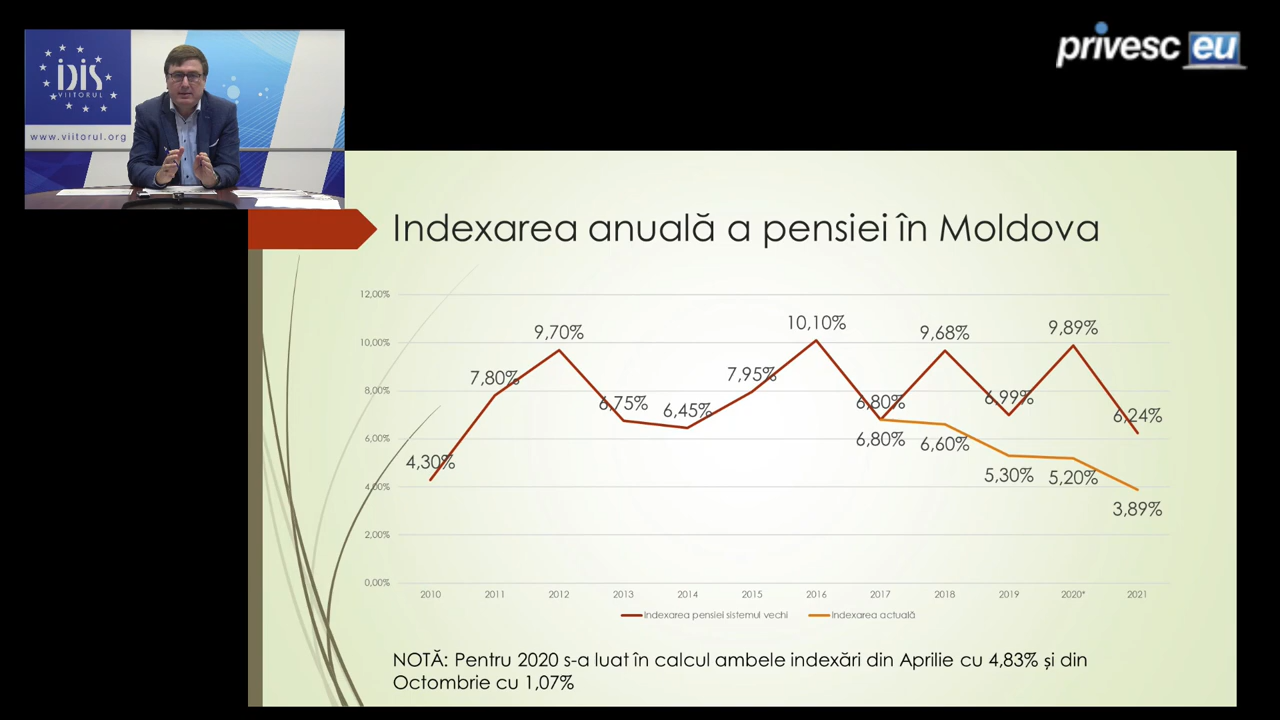 privesc eu
IDIS
VIITORUL
www.viitorul.org
Indexarea anuală a pensiei în Moldova
12,00%
10,00%
8,00%
6,00%
4,00%
2,00%
0,00%
4,30%
7,80%
9,70%
6,75%
6,45%
7,95%
10,10%
6,80%
9,68%
6,99%
9,89%
6,24%
6,80%
6,60%
5,30%
5,20%
3,89%
2010 2011 2012 2013 2014 2015 2016 2017 2018 2019 2020* 2021
Indexarea pensiei sistemul vechi Indexarea actuală
NOTĂ: Pentru 2020 s-a luat în calcul ambele indexări din Aprilie cu 4,83% și din
Octombrie cu 1,07%